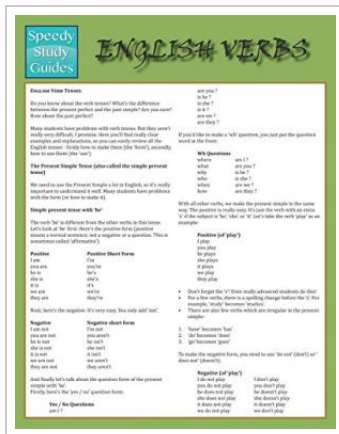 Speedy
Study
Guides
ENGLISH VERBS
ENGLISH VERB TENSES
Do you know about the verb tenses? What's the difference
between the present perfect and the past simple? Are you sure?
How about the past perfect?
Many students have problems with verb tenses. But they aren't
really very difficult, I promise. Here you'll find really clear
examples and explanations, so you can easily review all the
English tenses - firstly how to make them (the 'form'), secondly
how to use them (the 'use')
The Present Simple Tense (also called the simple present
tense)
We need to use the Present Simple a lot in English, so it's really
important to understand it well. Many students have problems
with the form (or how to make it).
Simple present tense with 'be'
The verb 'be' is different from the other verbs in this tense.
Let's look at 'be' first. Here's the positive form (positive
means a normal sentence, not a negative or a question. This is
sometimes called 'affirmative')
Positive Positive Short Form
I am I'm
you are you're
he is he's
she is she's
it is it's
we are we're
they are they're
Next, here's the negative. It's very easy. You only add 'not'.
Negative Negative short form
I am not I'm not
you are not you aren't
he is not he isn't
she is not she isn't
it is not it isn't
we are not we aren't
they are not they aren't
And finally let's talk about the question form of the present
simple with 'be'.
Firstly, here's the 'yes / no' question form:
Yes / No Questions
am I ?
are you ?
is he ?
is she ?
is it ?
are we ?
are they ?
If you'd like to make a 'wh' question, you just put the question
word at the front:
Wh Questions
where am I ?
what are you ?
why is he ?
who is she ?
when are we ?
how are they ?
With all other verbs, we make the present simple in the same
way. The positive is really easy. It's just the verb with an extra
's' if the subject is 'he', 'she', or 'it'. Let's take the verb 'play' as an
example:
Positive (of 'play')
I play
you play
he plays
she plays
it plays
we play
they play
• Don't forget the 's'! Even really advanced students do this!
• For a few verbs, there is a spelling change before the 's'. For
example, 'study' becomes 'studies'.
• There are also few verbs which are irregular in the present
simple:
1. 'have' becomes 'has'
2. 'do' becomes 'does'
3. 'go' becomes 'goes'
To make the negative form, you need to use 'do not' (don't) or '
does not' (doesn't).
Negative (of 'play')
I do not play I don't play
you do not play you don't play
he does not play he doesn't play
she does not play she doesn't play
it does not play it doesn't play
we do not play we don't play